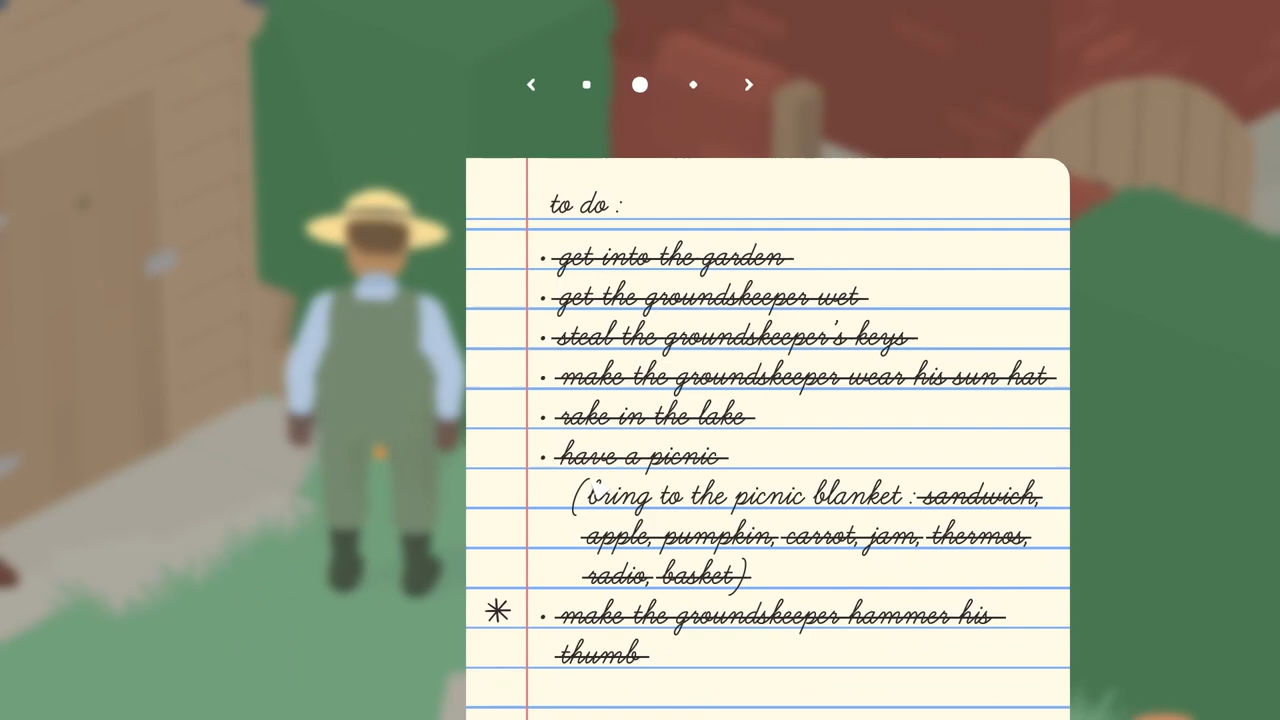 to do :
• get into the garden
• get the groundskeeper wet
• steal the groundskeeper's keys
• make the groundskeeper wear his sun hat
• rake in the lake
• have a picnic
(bring to the picnic blanket : sandwich,
apple, pumpkin, carrot, jam, thermos,
radio, basket)
* • make the groundskeeper hammer his
thumb